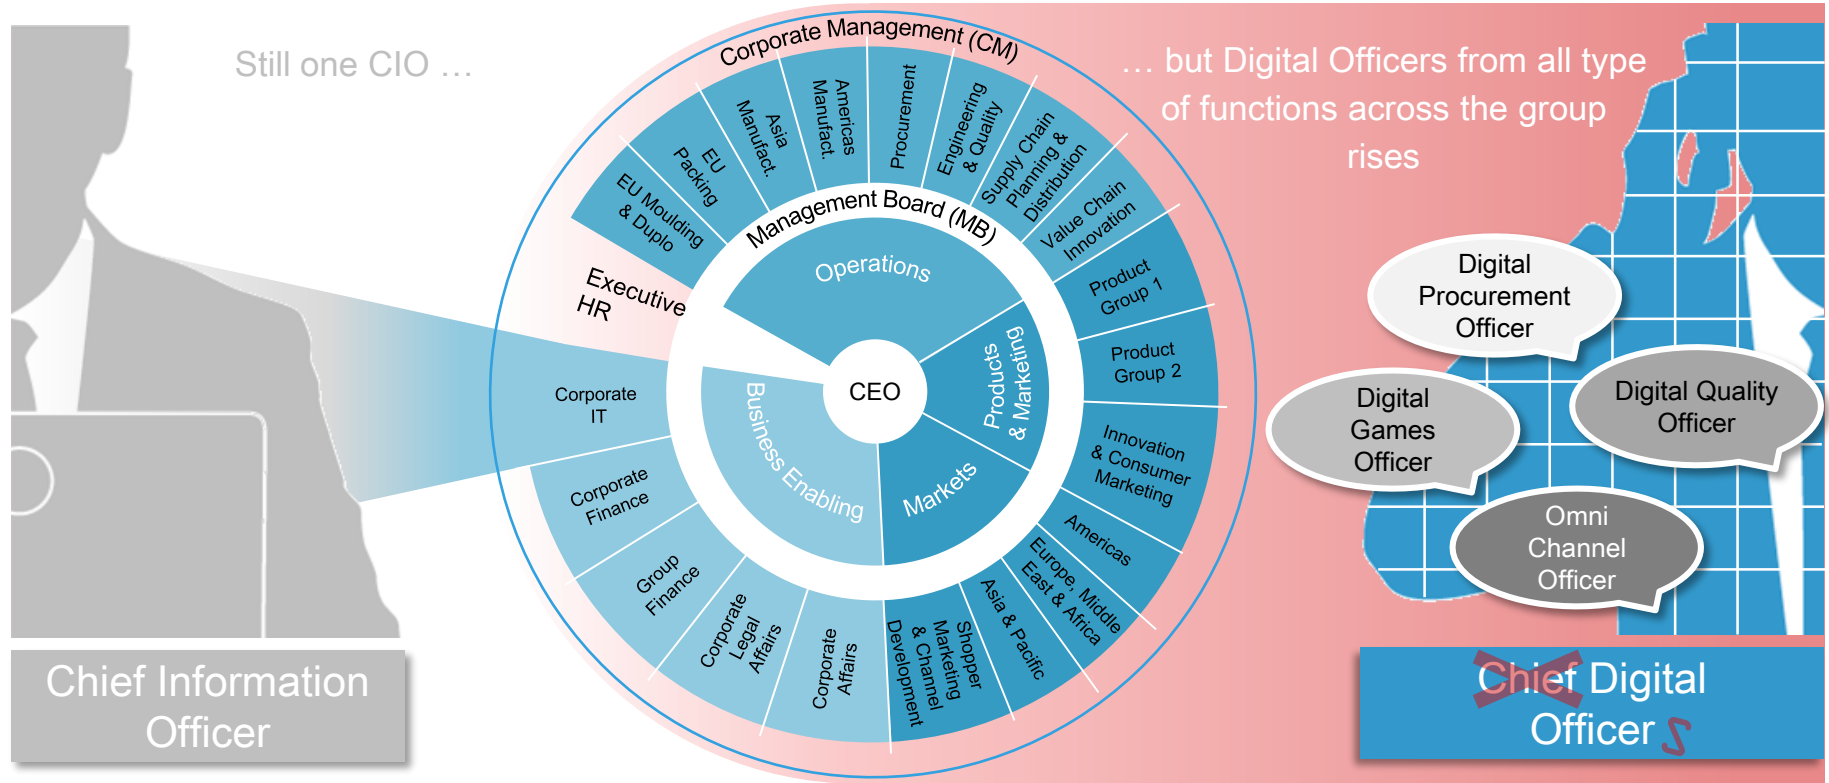 Still one CIO ...
... but Digital Officers from all type
of functions across the group
rises
Corporate Management (CM)
EU Moulding
& Duplo
EU
Packing
Asia
Manufact.
Americas
Manufact.
Procurement
Engineering
& Quality
Supply Chain
Planning &
Distribution
Value Chain
Innovation
Product
Group 1
Product
Group 2
Innovation
& Consumer
Marketing
Americas
Europe, Middle
East & Africa
Asia & Pacific
Shopper
Marketing
& Channel
Development
Corporate
Affairs
Corporate
Legal
Affairs
Group
Finance
Corporate
Finance
Corporate
IT
Executive
HR
Management Board (MB)
Operations
Products
& Marketing
Markets
Business Enabling
CEO
Digital
Procurement
Officer
Digital Quality
Officer
Digital
Games
Officer
Omni
Channel
Officer
Chief Information
Officer
Chief Digital
Officer s